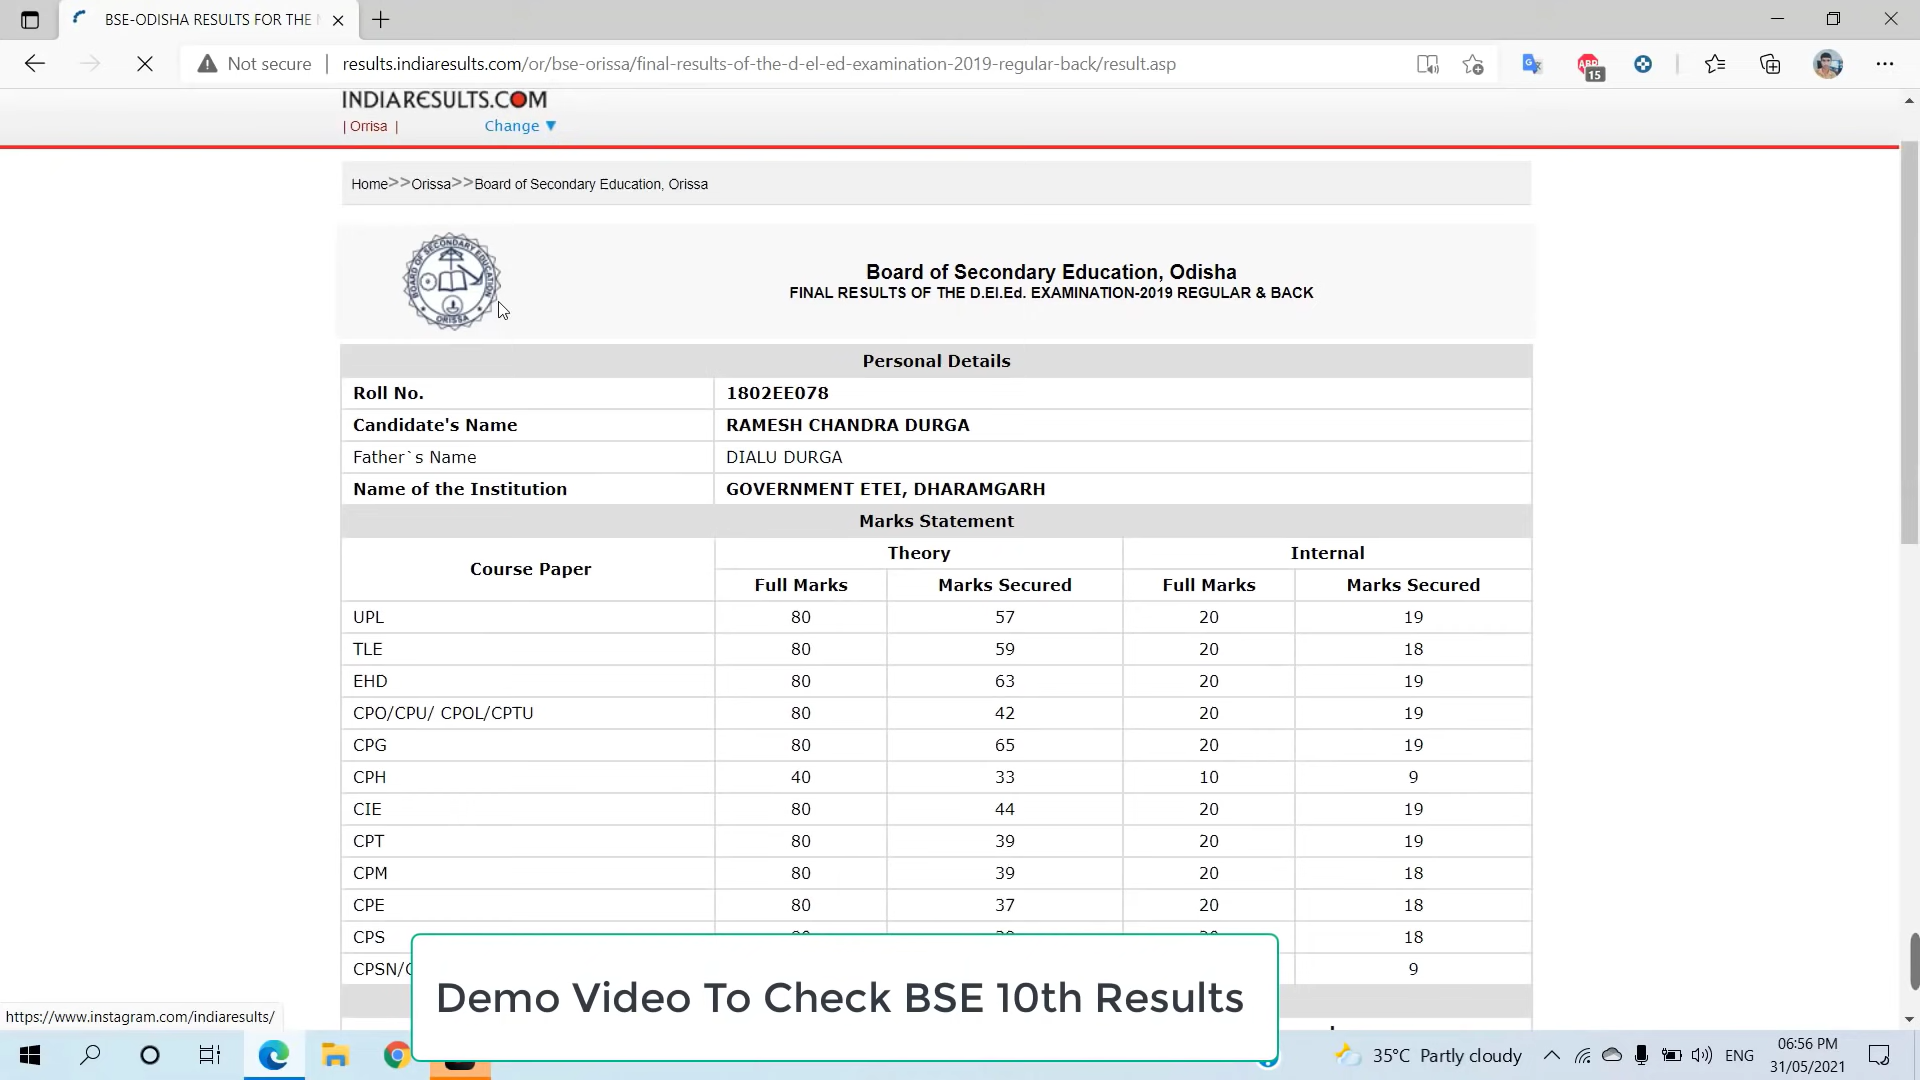 BSE-ODISHA RESULTS FOR THE
Not secure
results.indiaresults.com/or/bse-orissa/final-results-of-the-d-el-ed-examination-2019-regular-back/result.asp
ABP
15
INDIARESULTS.COM
| Orrisa |
Change ▼
Home>>Orissa>>Board of Secondary Education, Orissa
BOARD OF SECONDARY EDUCATION
ORISSA
Board of Secondary Education, Odisha
FINAL RESULTS OF THE D.El.Ed. EXAMINATION-2019 REGULAR & BACK
Personal Details
Roll No. 1802EE078
Candidate's Name RAMESH CHANDRA DURGA
Father`s Name DIALU DURGA
Name of the Institution GOVERNMENT ETEI, DHARAMGARH
Marks Statement
Course Paper
Theory Internal
Full Marks Marks Secured Full Marks Marks Secured
UPL 80 57 20 19
TLE 80 59 20 18
EHD 80 63 20 19
CPO/CPU/ CPOL/CPTU 80 42 20 19
CPG 80 65 20 19
CPH 40 33 10 9
CIE 80 44 20 19
CPT 80 39 20 19
CPM 80 39 20 18
CPE 80 37 20 18
CPS 18
CPSN/ 9
Demo Video To Check BSE 10th Results
https://www.instagram.com/indiaresults/
35°C Partly cloudy
ENG
06:56 PM
31/05/2021